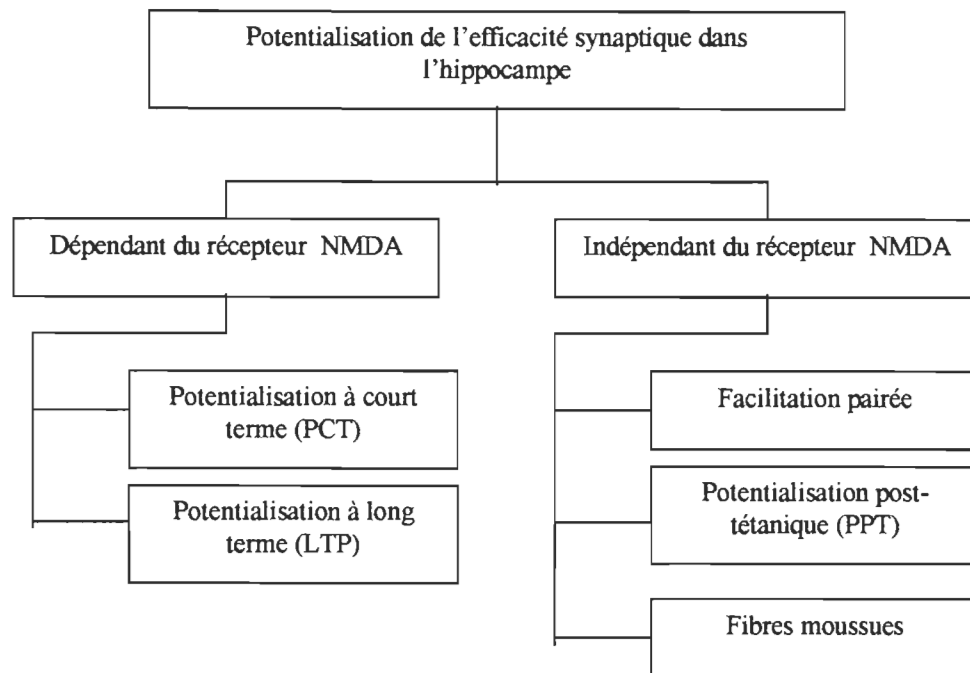 Potentialisation de l'efficacité synaptique dans
l'hippocampe
Dépendant du récepteur NMDA
Indépendant du récepteur NMDA
Potentialisation à court
terme (PCT)
Potentialisation à long
terme (LTP)
Facilitation pairée
Potentialisation post-
tétanique (PPT)
Fibres moussues